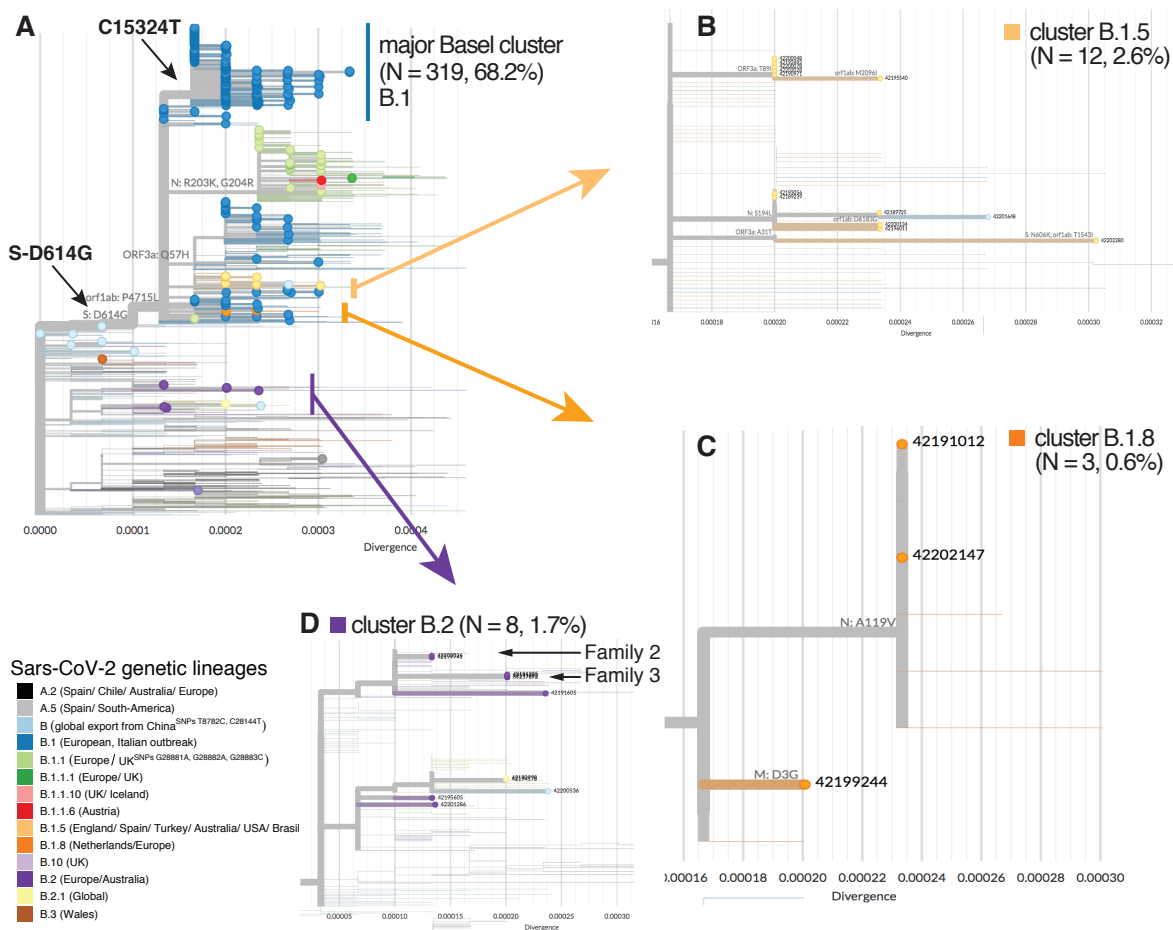 A
C15324T
major Basel cluster
(N = 319, 68.2%)
B.1
N: R203K, G204R
S-D614G
ORF3a: Q57H
orf1ab: P4715L
S: D614G
0.0000
0.0001
0.0002
0.0003
0.0004
Divergence
B
cluster B.1.5
(N = 12, 2.6%)
ORF3a: T89I
orf1ab: M2096I
42195540
N: S194L
42189725
42201648
orf1ab: D6183G
ORF3a: A31T
S: N606K; orf1ab: T1543I
42202280
16
0.00018
0.00020
0.00022
0.00024
0.00026
0.00028
0.00030
0.00032
Divergence
C
cluster B.1.8
(N = 3, 0.6%)
42191012
42202147
N: A119V
M: D3G
42199244
0.00016
0.00018
0.00020
0.00022
0.00024
0.00026
0.00028
0.00030
Divergence
D
cluster B.2 (N = 8, 1.7%)
Family 2
Family 3
42191605
42200536
42195605
42201286
0.00005
0.00010
0.00015
0.00020
0.00025
0.00030
Divergence
Sars-CoV-2 genetic lineages
A.2 (Spain/ Chile/ Australia/ Europe)
A.5 (Spain/ South-America)
B (global export from China SNPs T8782C, C28144T)
B.1 (European, Italian outbreak)
B.1.1 (Europe/ UK SNPs G28881A, G28882A, G28883C)
B.1.1.1 (Europe/ UK)
B.1.1.10 (UK/ Iceland)
B.1.1.6 (Austria)
B.1.5 (England/ Spain/ Turkey/ Australia/ USA/ Brasil
B.1.8 (Netherlands/Europe)
B.10 (UK)
B.2 (Europe/Australia)
B.2.1 (Global)
B.3 (Wales)